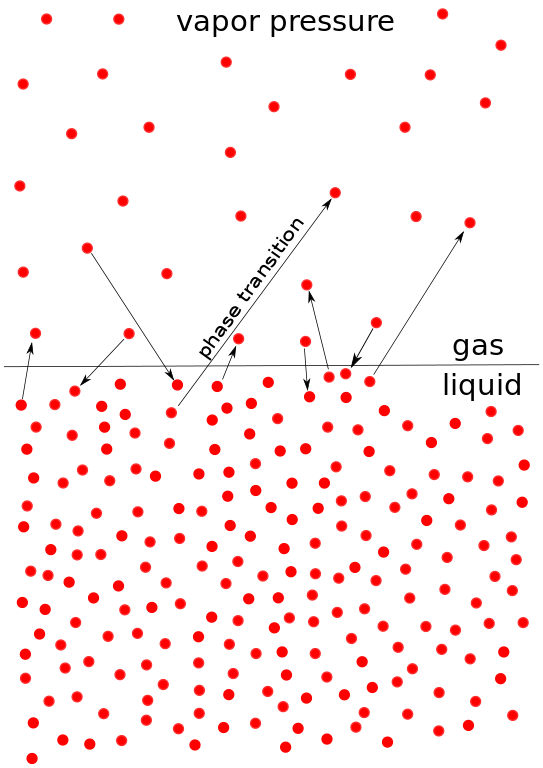 vapor pressure
phase transition
gas
liquid